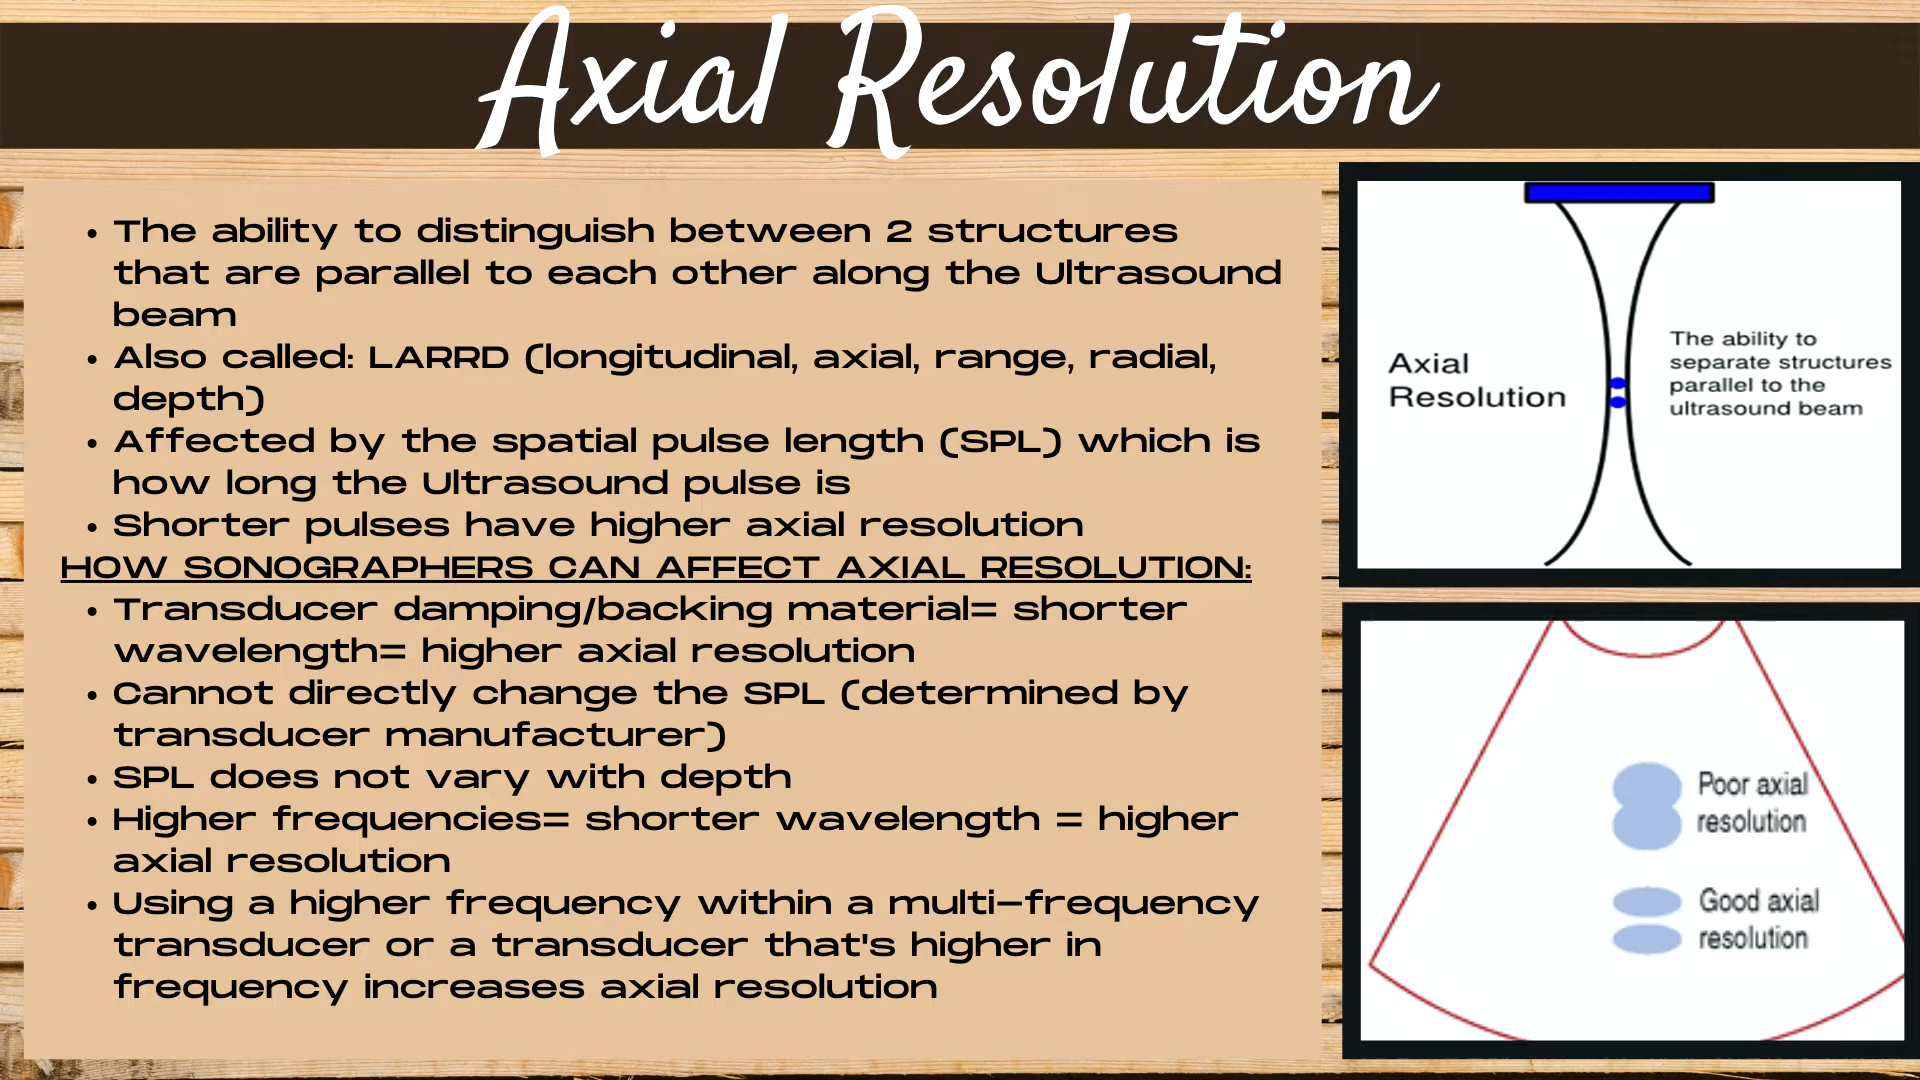 Axial Resolution
• The ability to distinguish between 2 structures
that are parallel to each other along the Ultrasound
beam
• Also called: LARRD (longitudinal, axial, range, radial,
depth)
• Affected by the spatial pulse length (SPL) which is
how long the Ultrasound pulse is
• Shorter pulses have higher axial resolution
HOW SONOGRAPHERS CAN AFFECT AXIAL RESOLUTION:
• Transducer damping/backing material= shorter
wavelength= higher axial resolution
• Cannot directly change the SPL (determined by
transducer manufacturer)
• SPL does not vary with depth
• Higher frequencies= shorter wavelength = higher
axial resolution
• Using a higher frequency within a multi-frequency
transducer or a transducer that's higher in
frequency increases axial resolution
Axial
Resolution
The ability to
separate structures
parallel to the
ultrasound beam
Poor axial
resolution
Good axial
resolution